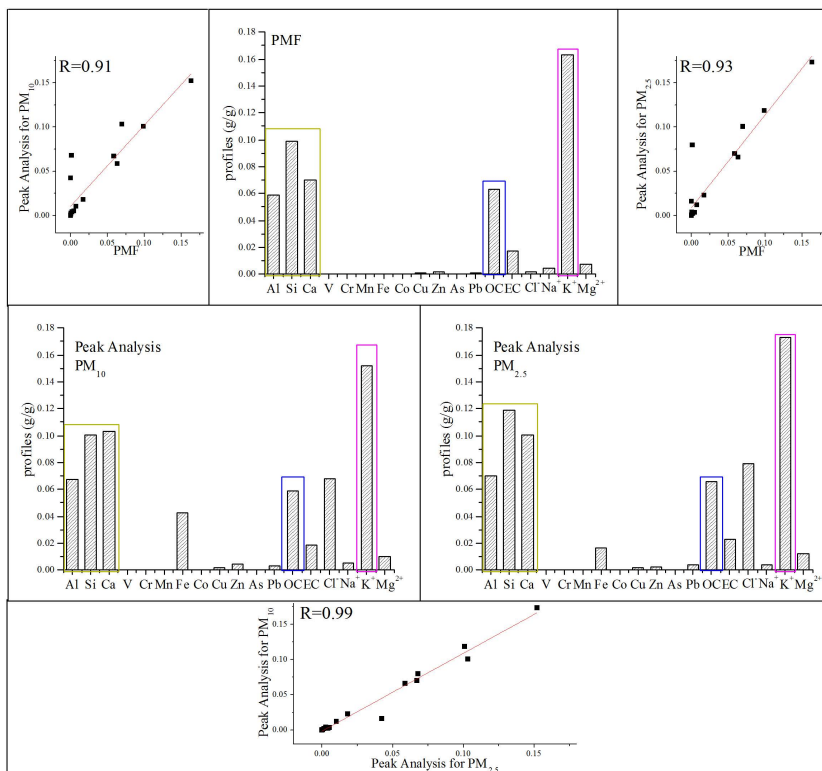 R=0.91
Peak Analysis for PM10
0.15
0.10
0.05
0.00
0.00 0.05 0.10 0.15
PMF
PMF
profiles (g/g)
0.18
0.16
0.14
0.12
0.10
0.08
0.06
0.04
0.02
0.00
Al Si Ca V Cr Mn Fe Co Cu Zn As Pb OC EC Cl⁻ Na⁺ K⁺ Mg²⁺
R=0.93
Peak Analysis for PM2.5
0.15
0.10
0.05
0.00
0.00 0.05 0.10 0.15
PMF
Peak Analysis
PM10
profiles (g/g)
0.18
0.16
0.14
0.12
0.10
0.08
0.06
0.04
0.02
0.00
Al Si Ca V Cr Mn Fe Co Cu Zn As Pb OC EC Cl⁻ Na⁺ K⁺ Mg²⁺
Peak Analysis
PM2.5
profiles (g/g)
0.18
0.16
0.14
0.12
0.10
0.08
0.06
0.04
0.02
0.00
Al Si Ca V Cr Mn Fe Co Cu Zn As Pb OC EC Cl⁻ Na⁺ K⁺ Mg²⁺
R=0.99
Peak Analysis for PM10
0.15
0.10
0.05
0.00
0.00 0.05 0.10 0.15
Peak Analysis for PM2.5